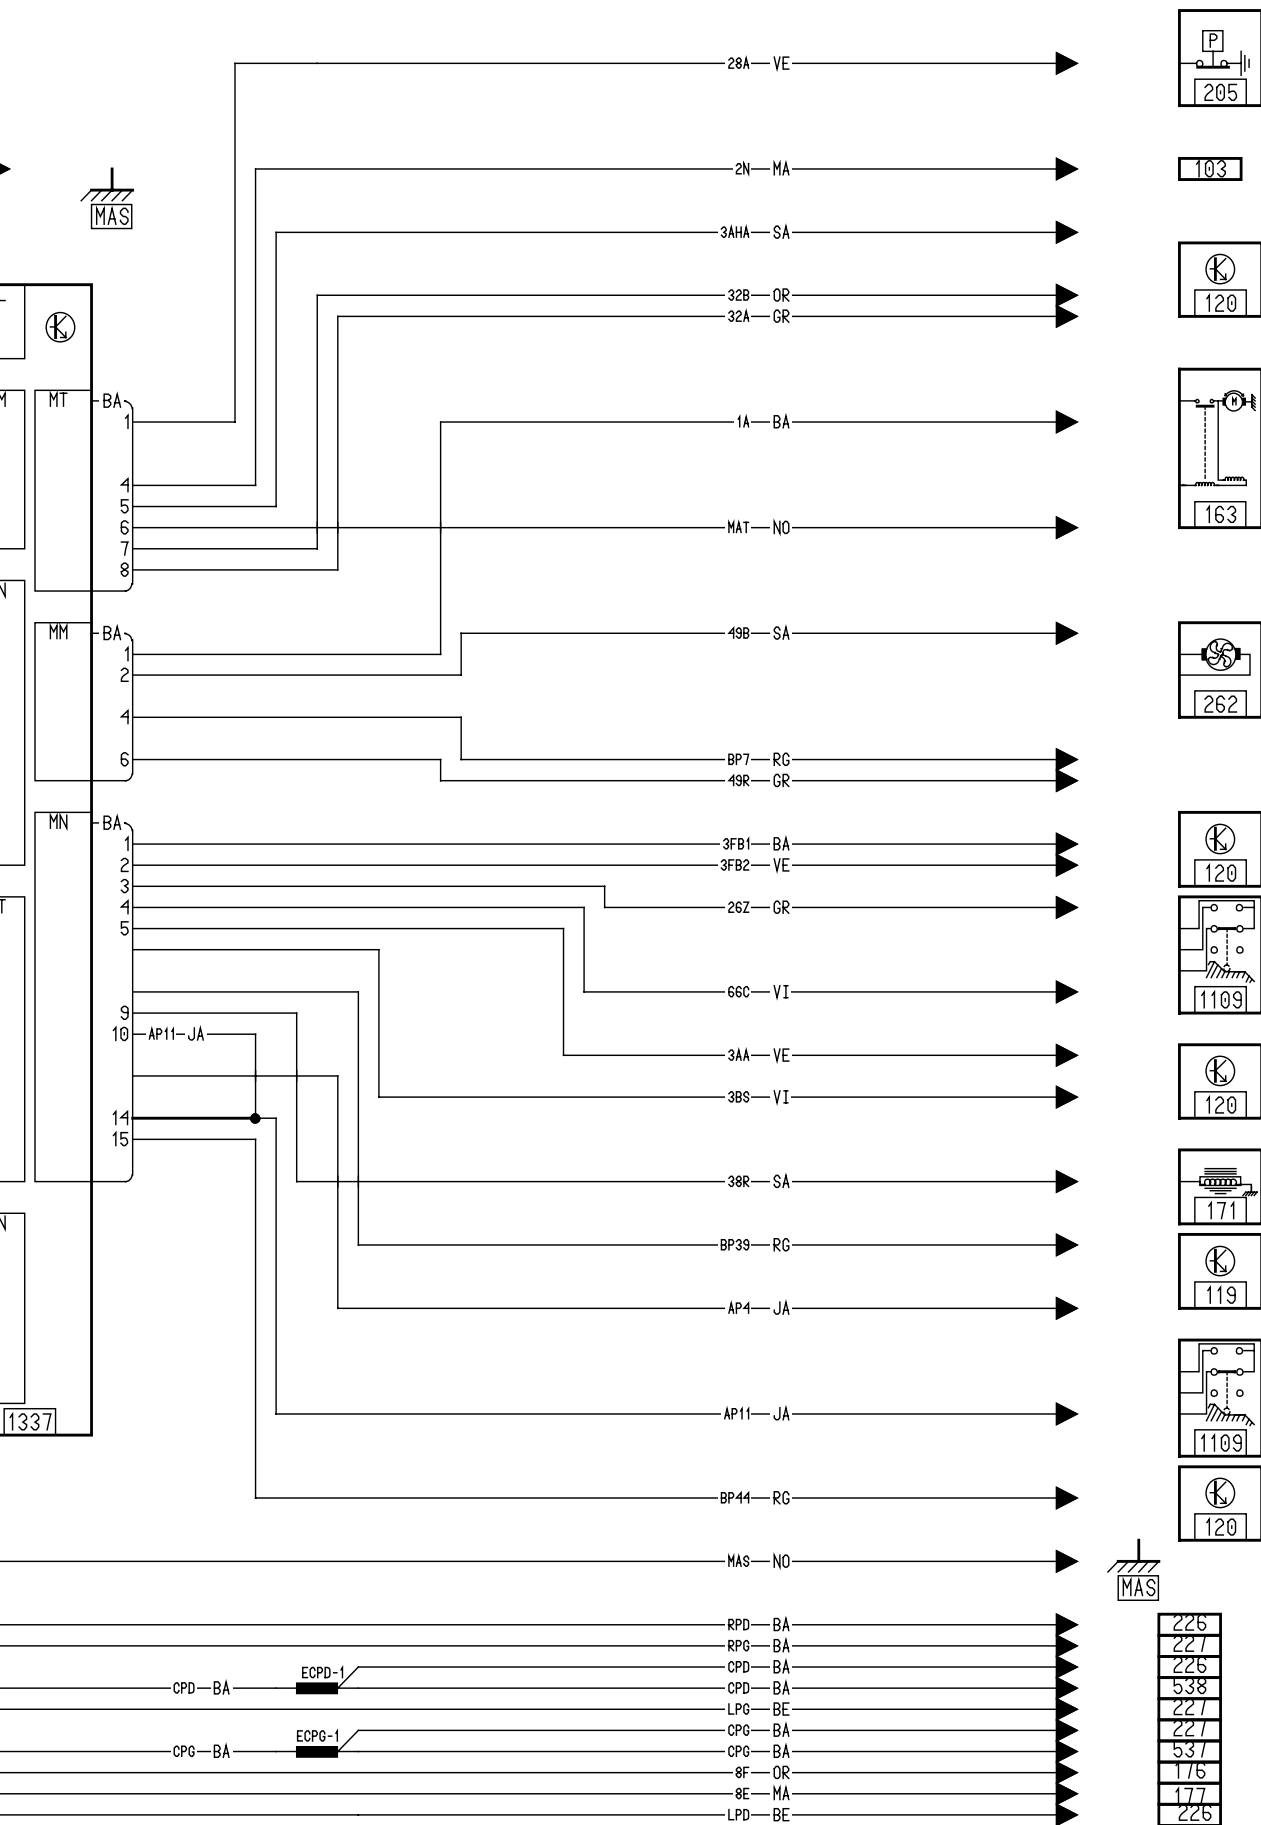 28A VE
P
205
2N MA
103
MAS
3AHA SA
32B OR
120
32A GR
MT BA
1
1A BA
M
4
5
163
6
MAT NO
7
8
MM BA
49B SA
1
2
262
4
6
BP7 RG
49R GR
MN BA
1
3FB1 BA
2
3FB2 VE
120
3
4
26Z GR
5
66C VI
1109
9
10 AP11 JA
3AA VE
3BS VI
120
14
15
38R SA
171
BP39 RG
119
AP4 JA
1337
AP11 JA
1109
BP44 RG
120
MAS NO
MAS
RPD BA 226
RPG BA 227
ECPD-1
CPD BA 226
CPD BA
CPD BA 538
LPG BE 227
ECPG-1
CPG BA 227
CPG BA
CPG BA 537
8F OR 176
8E MA 177
LPD BE 226